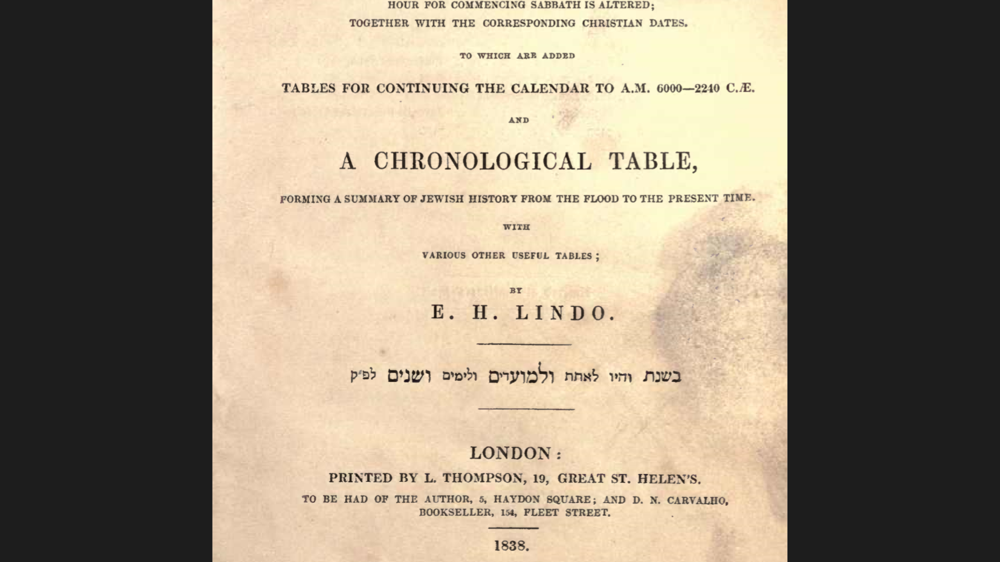 HOUR FOR COMMENCING SABBATH IS ALTERED;
TOGETHER WITH THE CORRESPONDING CHRISTIAN DATES.
TO WHICH ARE ADDED
TABLES FOR CONTINUING THE CALENDAR TO A.M. 6000—2240 C.Æ.
AND
A CHRONOLOGICAL TABLE,
FORMING A SUMMARY OF JEWISH HISTORY FROM THE FLOOD TO THE PRESENT TIME.
WITH
VARIOUS OTHER USEFUL TABLES;
BY
E. H. LINDO.
בשנת והיו לאתת ולמועדים ולימים ושנים לפ״ק
LONDON:
PRINTED BY L. THOMPSON, 19, GREAT ST. HELEN'S.
TO BE HAD OF THE AUTHOR, 5, HAYDON SQUARE; AND D. N. CARVALHO,
BOOKSELLER, 154, FLEET STREET.
1838.